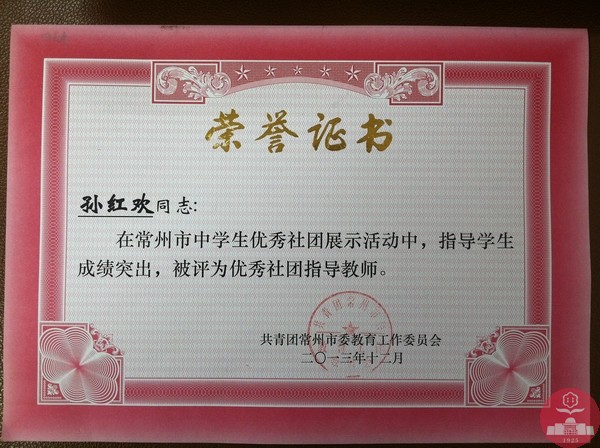 荣誉证书
孙红欢同志:
在常州市中学生优秀社团展示活动中，指导学生
成绩突出，被评为优秀社团指导教师。
共青团常州市委教育工作委员会
二〇一三年十二月
1925